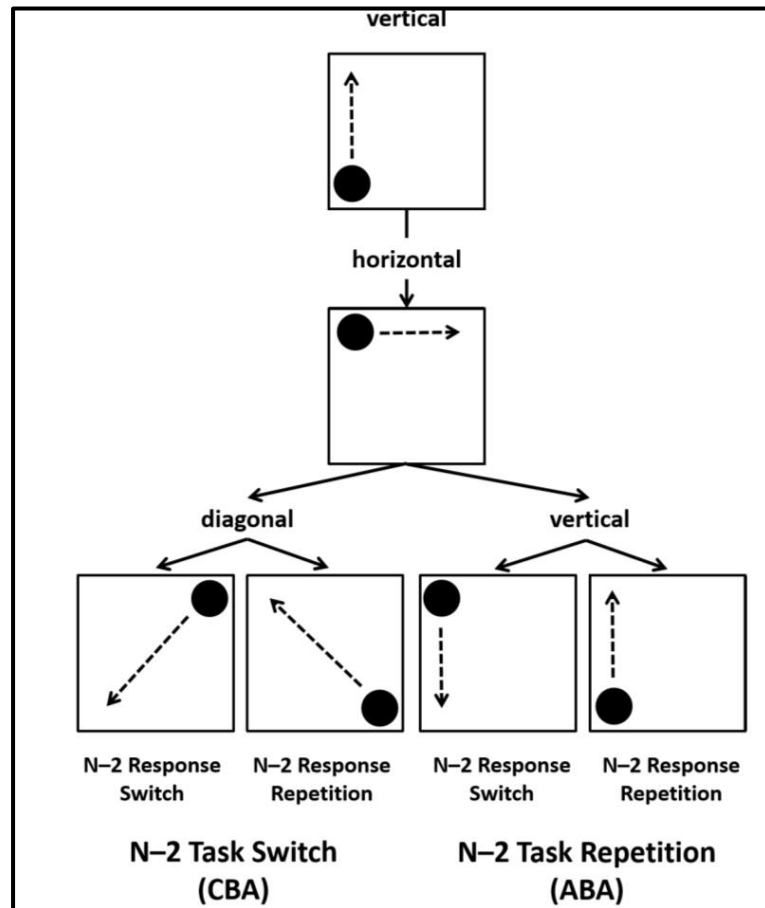 vertical
horizontal
diagonal
vertical
N–2 Response
Switch
N–2 Response
Repetition
N–2 Response
Switch
N–2 Response
Repetition
N–2 Task Switch
(CBA)
N–2 Task Repetition
(ABA)